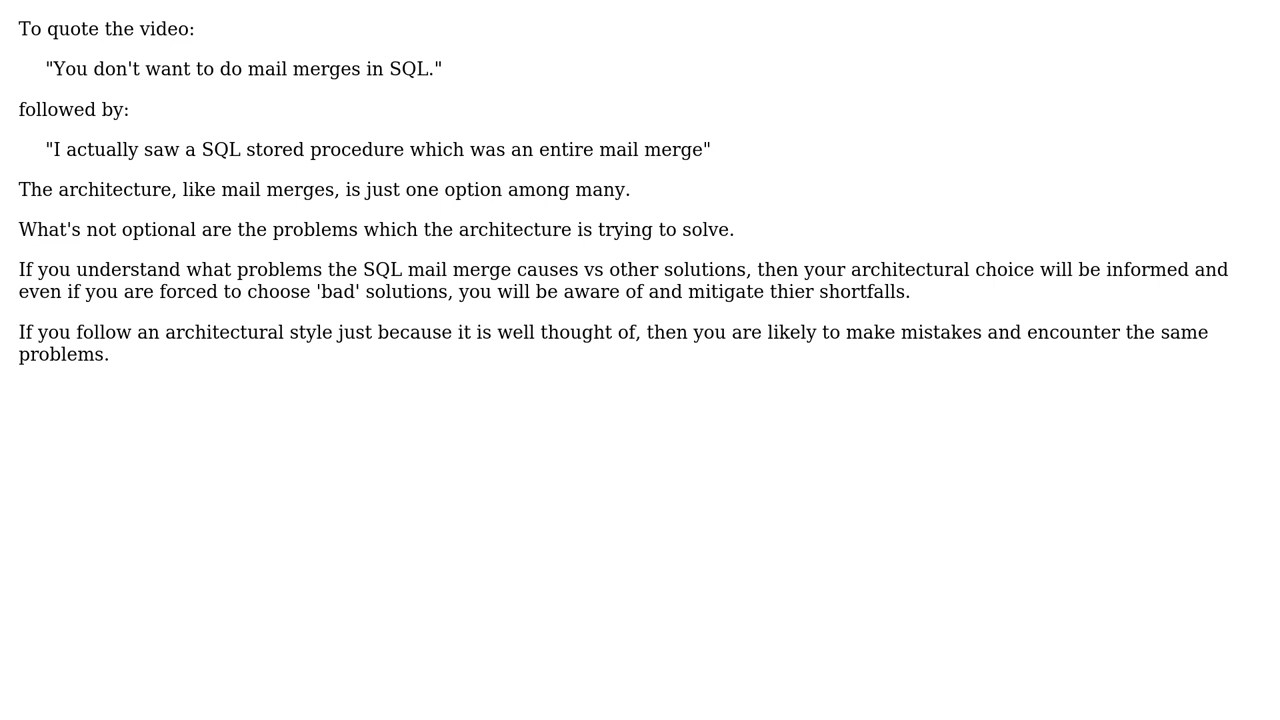 To quote the video:
"You don't want to do mail merges in SQL."
followed by:
"I actually saw a SQL stored procedure which was an entire mail merge"
The architecture, like mail merges, is just one option among many.
What's not optional are the problems which the architecture is trying to solve.
If you understand what problems the SQL mail merge causes vs other solutions, then your architectural choice will be informed and
even if you are forced to choose 'bad' solutions, you will be aware of and mitigate thier shortfalls.
If you follow an architectural style just because it is well thought of, then you are likely to make mistakes and encounter the same
problems.